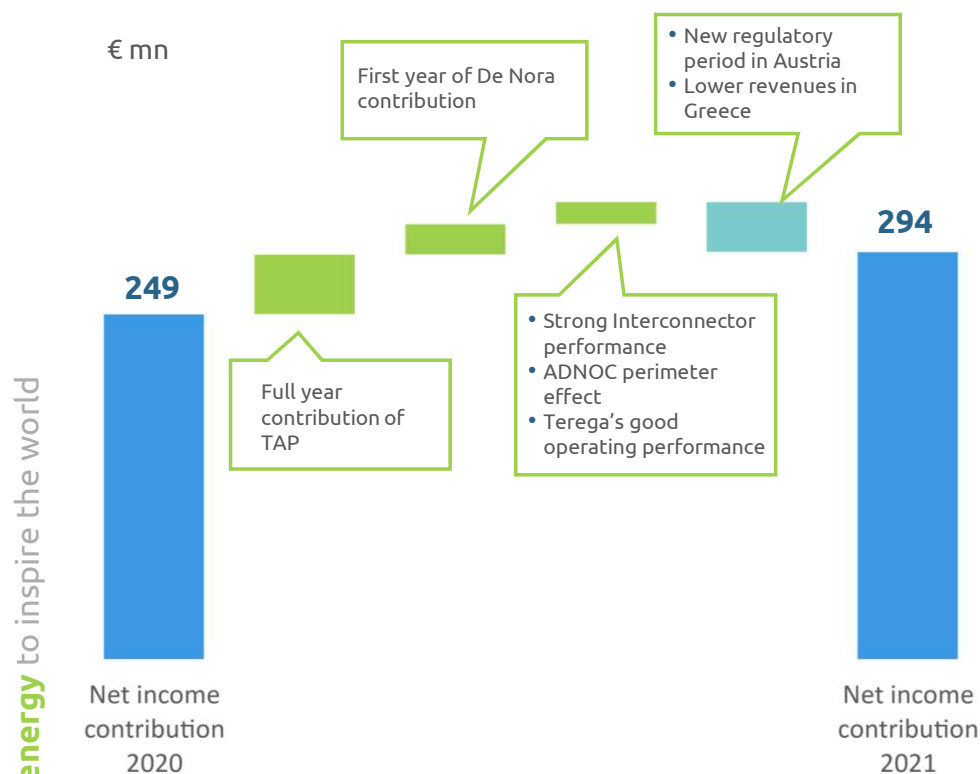 € mn
First year of De Nora
contribution
• New regulatory
period in Austria
• Lower revenues in
Greece
249
294
Full year
contribution of
TAP
• Strong Interconnector
performance
• ADNOC perimeter
effect
• Terega’s good
operating performance
energy to inspire the world
Net income
contribution
2020
Net income
contribution
2021